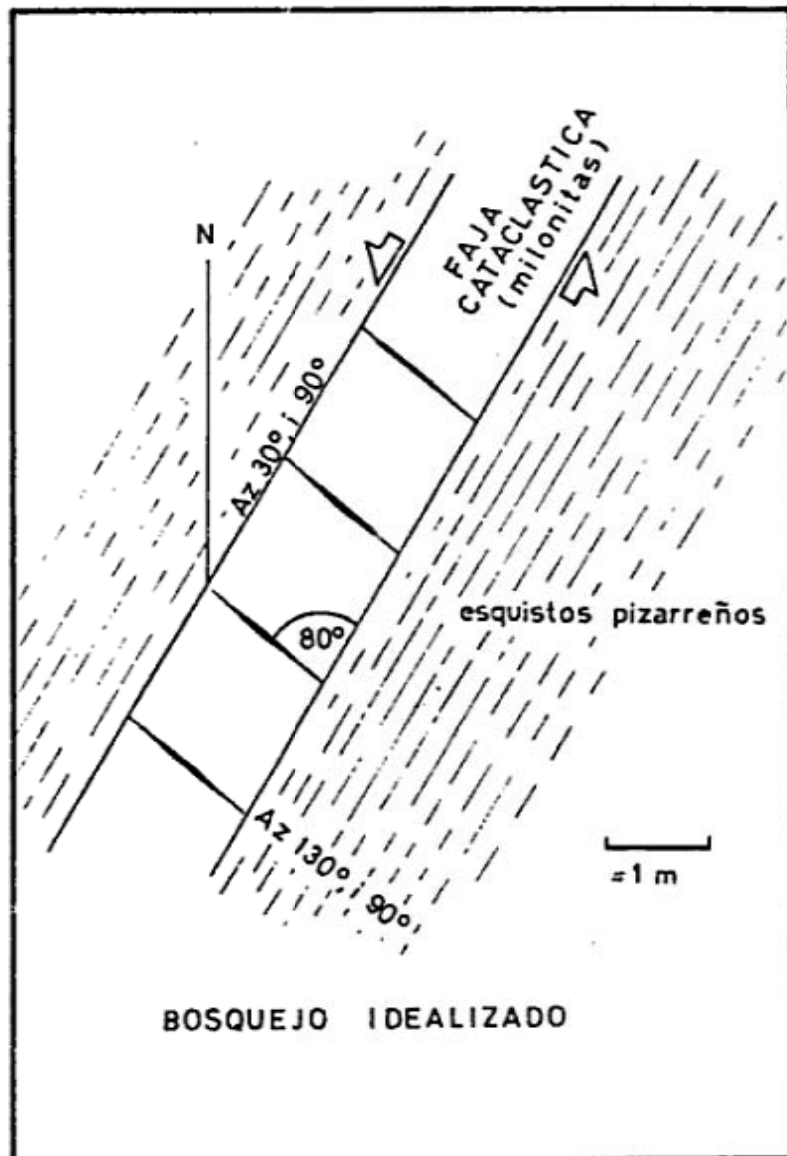 FAJA
CATACLASTICA
(milonitas)
N
Az 30°, i 90°
80°
esquistos pizarreños
Az 130°, i 90°
≃1 m
BOSQUEJO IDEALIZADO